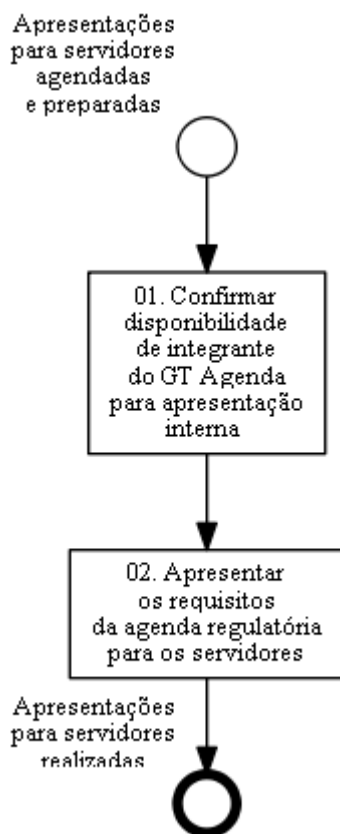 Apresentações
para servidores
agendadas
e preparadas
01. Confirmar
disponibilidade
de integrante
do GT Agenda
para apresentação
interna
02. Apresentar
os requisitos
da agenda regulatória
para os servidores
Apresentações
para servidores
realizadas